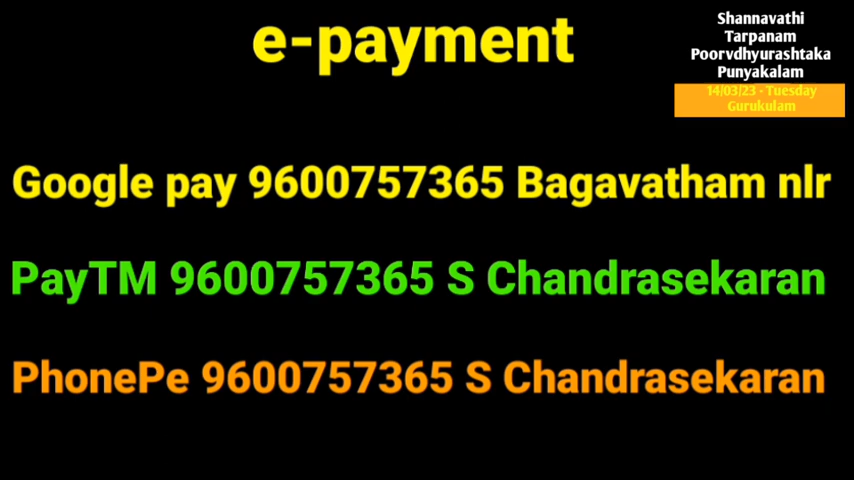 e-payment
Shannavathi
Tarpanam
Poorvdhyurashtaka
Punyakalam
14/03/23 - Tuesday
Gurukulam
Google pay 9600757365 Bagavatham nlr
PayTM 9600757365 S Chandrasekaran
PhonePe 9600757365 S Chandrasekaran